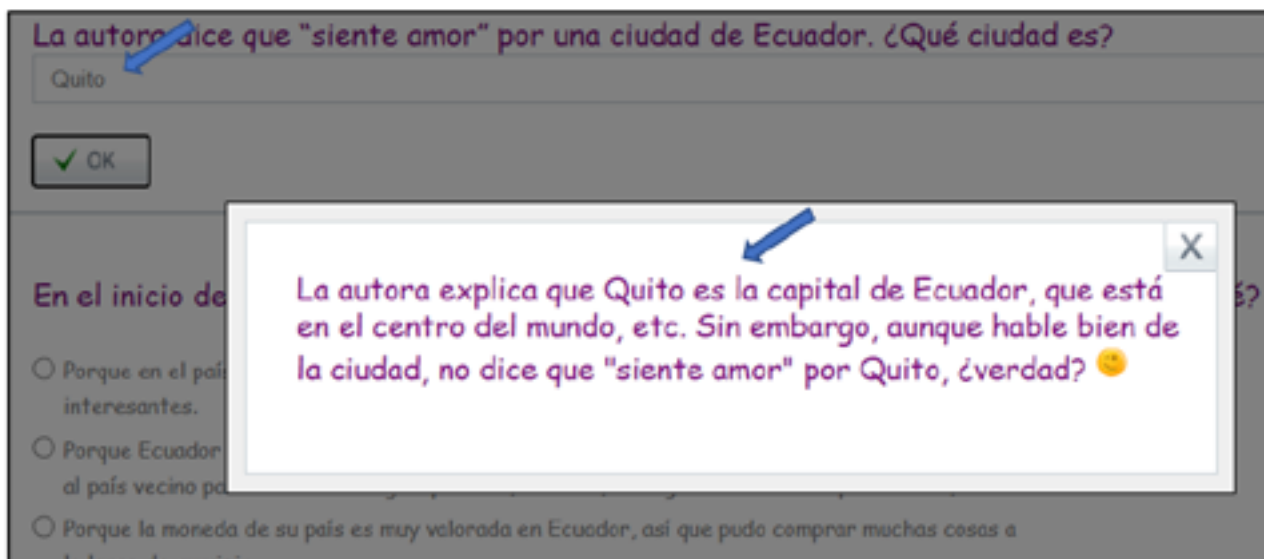 La autora dice que "siente amor" por una ciudad de Ecuador. ¿Qué ciudad es?
Quito
OK
X
La autora explica que Quito es la capital de Ecuador, que está
en el centro del mundo, etc. Sin embargo, aunque hable bien de
la ciudad, no dice que "siente amor" por Quito, ¿verdad?
En el inicio de
Porque en el país
interesantes.
Porque Ecuador
al país vecino
Porque la moneda de su país es muy valorada en Ecuador, así que pudo comprar muchas cosas a